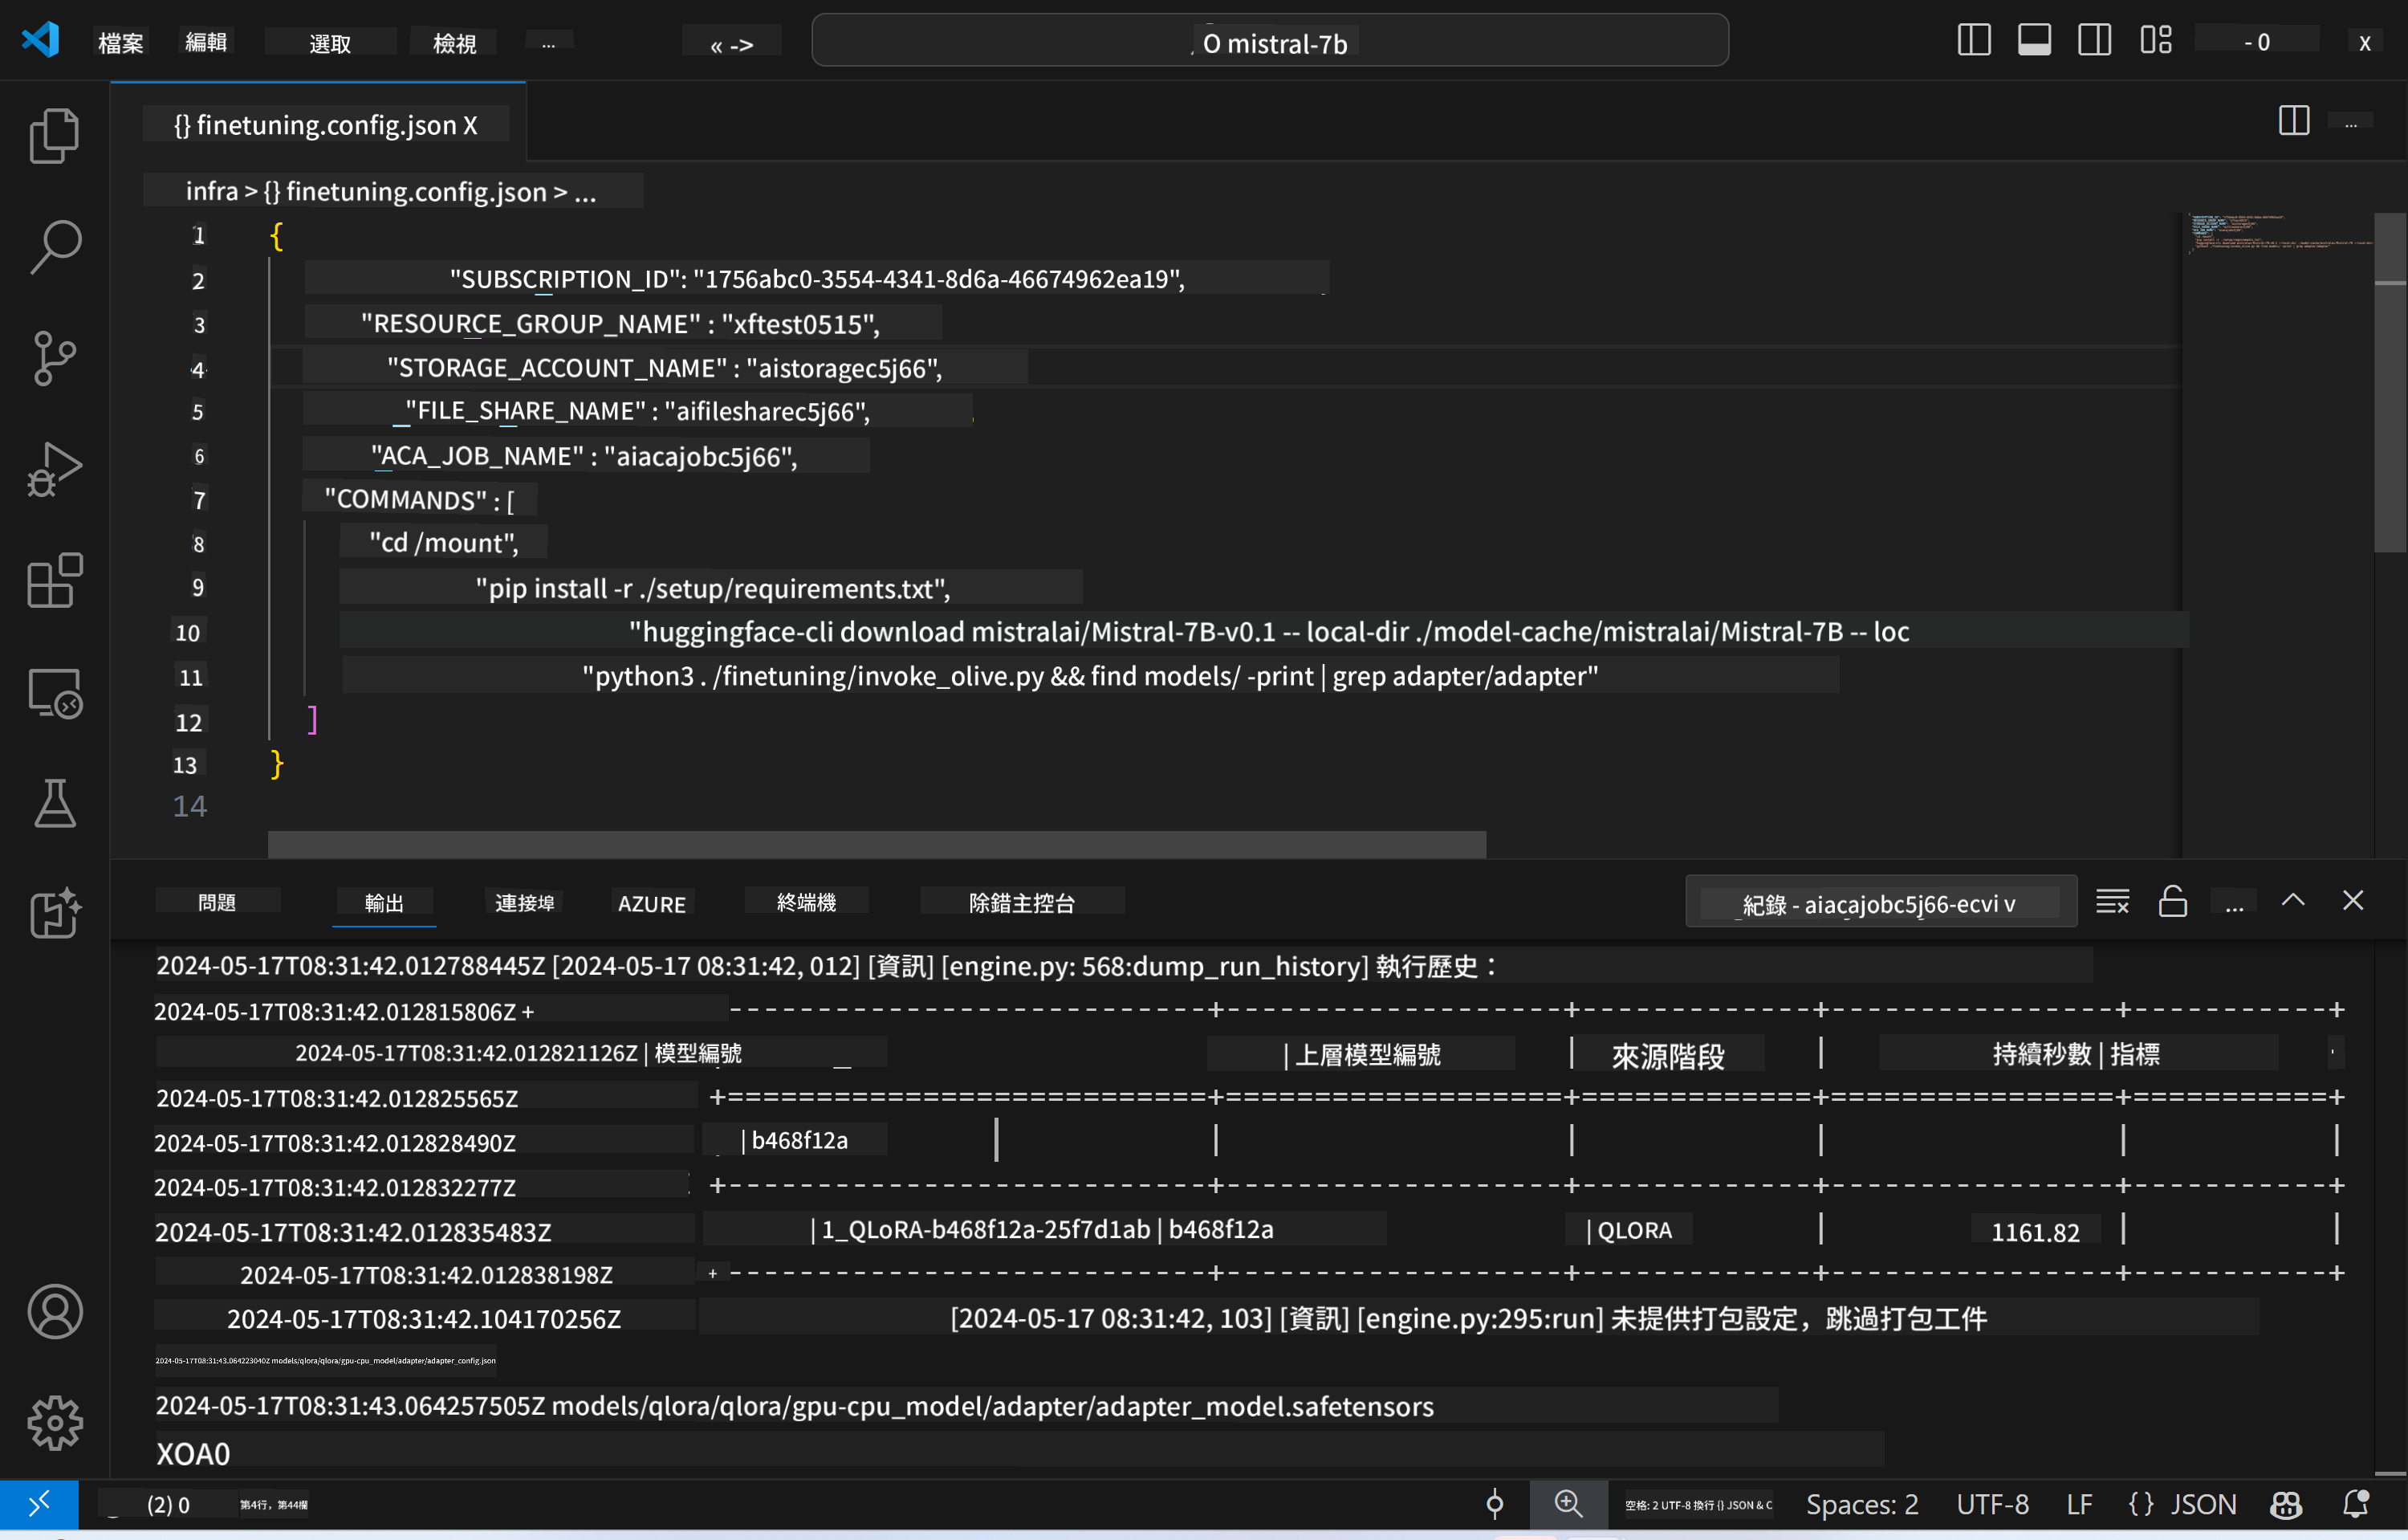 檔案 編輯 選取 檢視 ... « -> O mistral-7b - 0 x
{} finetuning.config.json X ...
infra > {} finetuning.config.json > ...
1 {
2 "SUBSCRIPTION_ID": "1756abc0-3554-4341-8d6a-46674962ea19",
3 "RESOURCE_GROUP_NAME" : "xftest0515",
4 "STORAGE_ACCOUNT_NAME" : "aistoragec5j66",
5 "FILE_SHARE_NAME" : "aifilesharec5j66",
6 "ACA_JOB_NAME" : "aiacajobc5j66",
7 "COMMANDS" : [
8 "cd /mount",
9 "pip install -r ./setup/requirements.txt",
10 "huggingface-cli download mistralai/Mistral-7B-v0.1 -- local-dir ./model-cache/mistralai/Mistral-7B -- loc
11 "python3 . /finetuning/invoke_olive.py && find models/ -print | grep adapter/adapter"
12 ]
13 }
14
問題 輸出 連接埠 AZURE 終端機 除錯主控台 紀錄 - aiacajobc5j66-ecvi v ...
2024-05-17T08:31:42.012788445Z [2024-05-17 08:31:42, 012] [資訊] [engine.py: 568:dump_run_history] 執行歷史：
2024-05-17T08:31:42.012815806Z + ---------------------------+-------------------+-------------+----------------+-----------+
2024-05-17T08:31:42.012821126Z | 模型編號 | 上層模型編號 | 來源階段 | 持續秒數 | 指標
2024-05-17T08:31:42.012825565Z +===========================+===================+=============+================+===========+
2024-05-17T08:31:42.012828490Z | b468f12a | | | | | |
2024-05-17T08:31:42.012832277Z +---------------------------+-------------------+-------------+----------------+-----------+
2024-05-17T08:31:42.012835483Z | 1_QLoRA-b468f12a-25f7d1ab | b468f12a | QLORA | 1161.82 | |
2024-05-17T08:31:42.012838198Z + ---------------------------+-------------------+-------------+----------------+-----------+
2024-05-17T08:31:42.104170256Z [2024-05-17 08:31:42, 103] [資訊] [engine.py:295:run] 未提供打包設定，跳過打包工件
2024-05-17T08:31:43.064223040Z models/qlora/qlora/gpu-cpu_model/adapter/adapter_config.json
2024-05-17T08:31:43.064257505Z models/qlora/qlora/gpu-cpu_model/adapter/adapter_model.safetensors
XOA0
(2) 0 第4行，第44欄 空格: 2 UTF-8 換行 {} JSON & C Spaces: 2 UTF-8 LF {} JSON